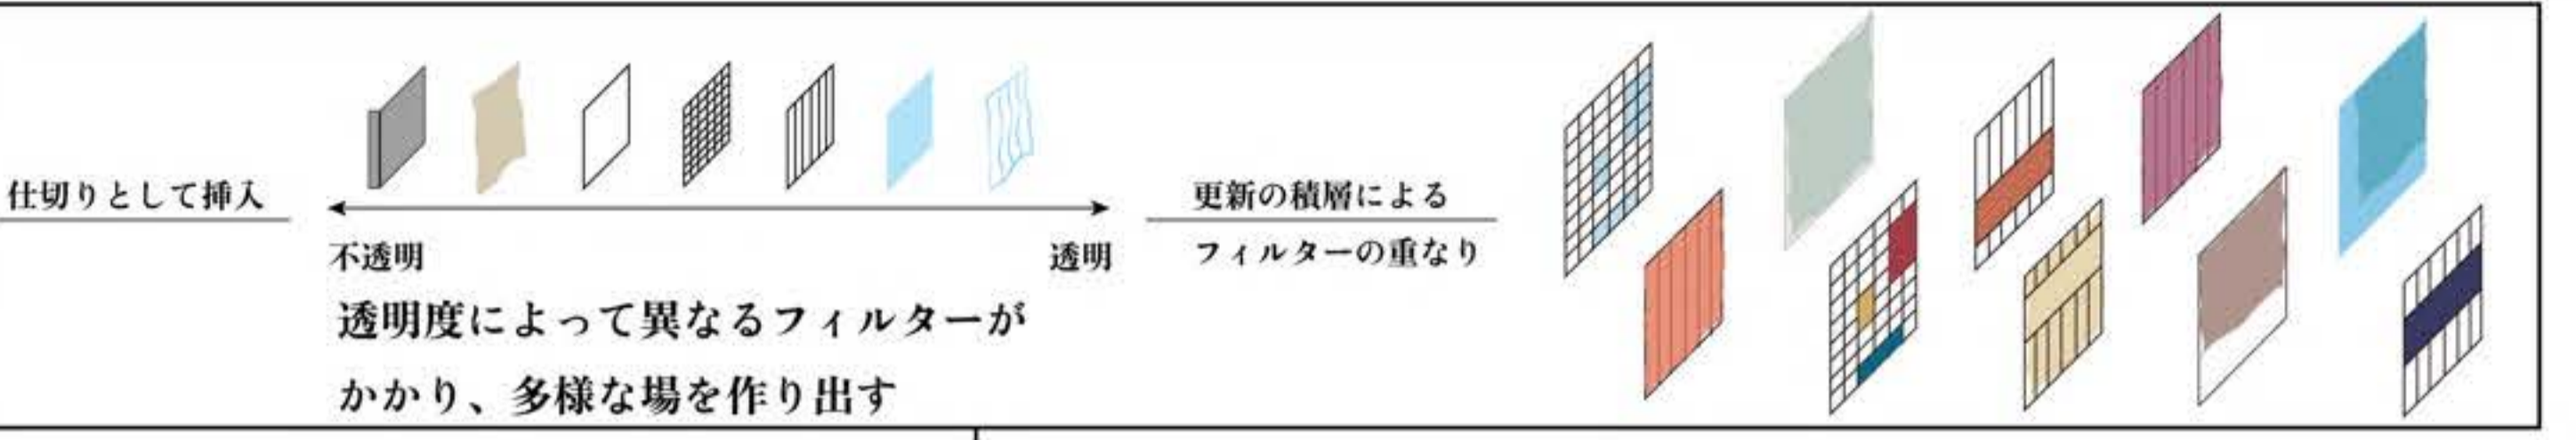 仕切りとして挿入
不透明
透明
透明度によって異なるフィルターが
かかり、多様な場を作り出す
更新の積層による
フィルターの重なり